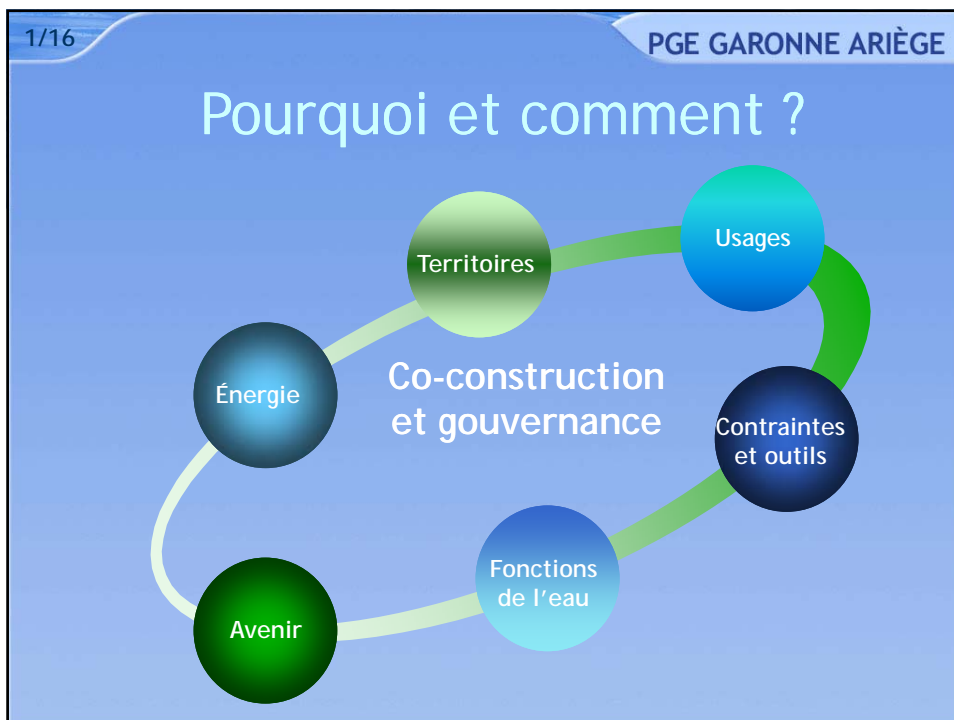 1/16
PGE GARONNE ARIÈGE
Pourquoi et comment ?
Territoires
Usages
Énergie
Co-construction
et gouvernance
Contraintes
et outils
Fonctions
de l'eau
Avenir